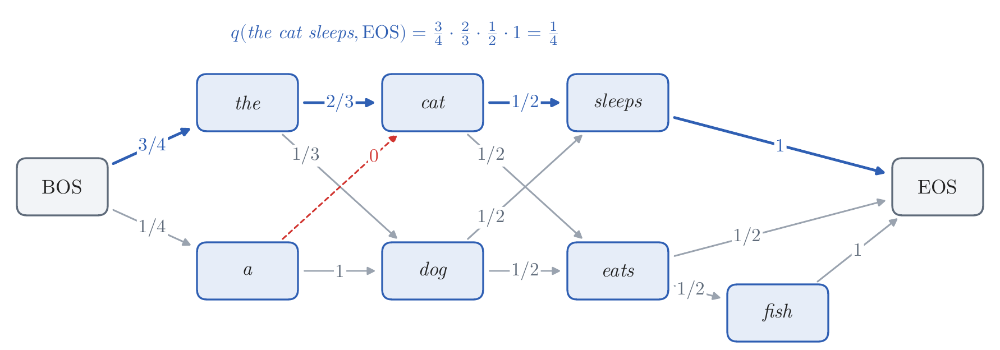 q(the cat sleeps, EOS) = 3/4 · 2/3 · 1/2 · 1 = 1/4
the 2/3 cat 1/2 sleeps
3/4
1/3 0 1/2 1
BOS EOS
1/4 1/2 1/2 1
a 1 dog 1/2 eats
1/2
fish